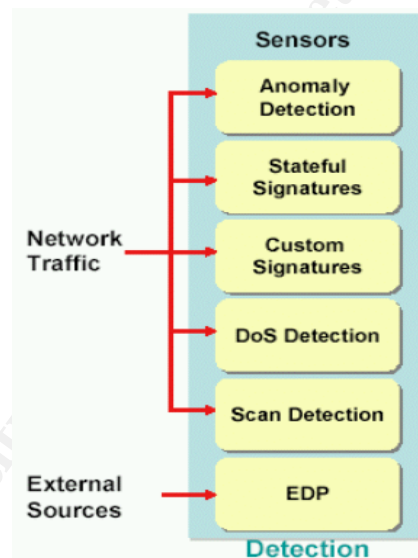 Sensors
Anomaly
Detection
Stateful
Signatures
Network
Traffic
Custom
Signatures
DoS Detection
Scan Detection
External
Sources
EDP
Detection